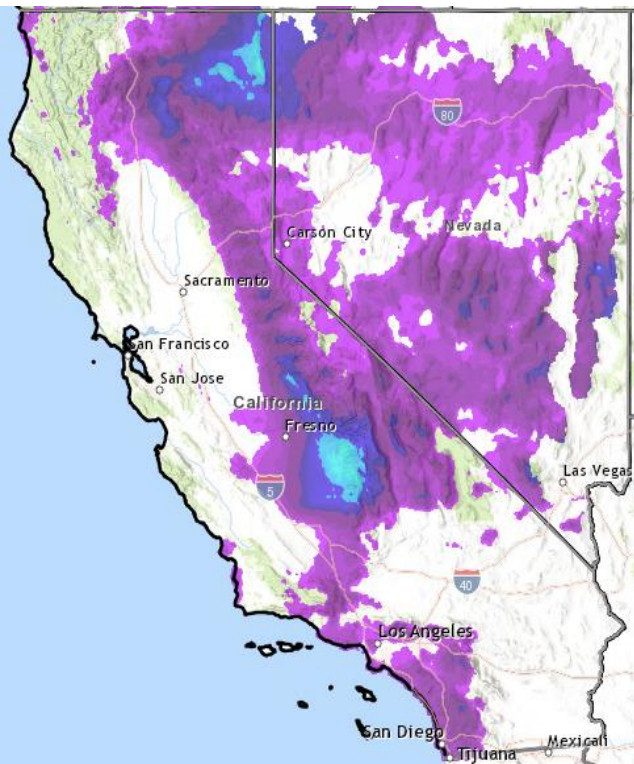 80
Carson City
Nevada
Sacramento
San Francisco
San Jose
California
Fresno
5
Las Vegas
40
Los Angeles
San Diego
Mexicali
Tijuana